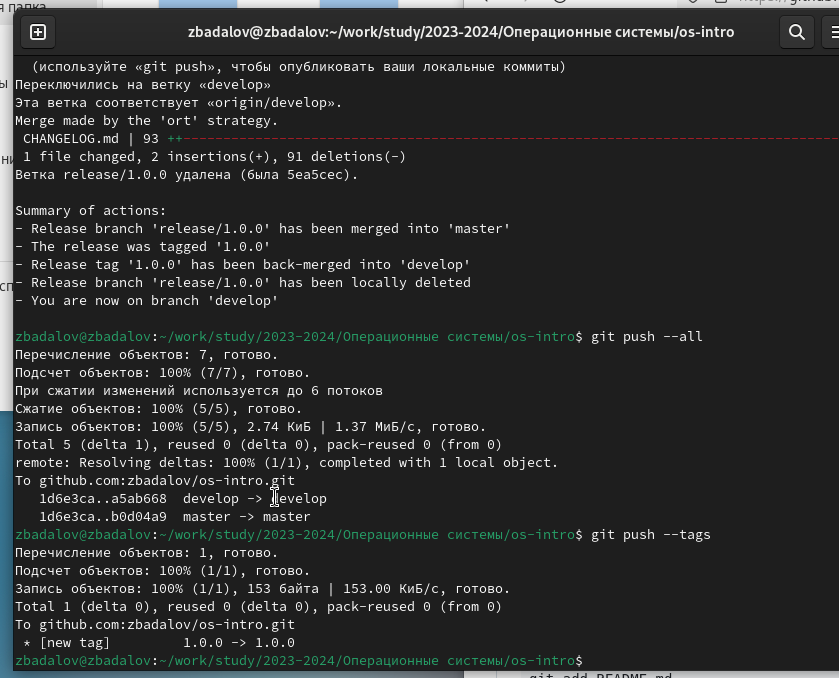 я папка
zbadalov@zbadalov:~/work/study/2023-2024/Операционные системы/os-intro
(используйте «git push», чтобы опубликовать ваши локальные коммиты)
Переключились на ветку «develop»
Эта ветка соответствует «origin/develop».
Merge made by the 'ort' strategy.
CHANGELOG.md | 93 ++-----------------------------------------------------------------------------------
1 file changed, 2 insertions(+), 91 deletions(-)
Ветка release/1.0.0 удалена (была 5ea5cec).
Summary of actions:
- Release branch 'release/1.0.0' has been merged into 'master'
- The release was tagged '1.0.0'
- Release tag '1.0.0' has been back-merged into 'develop'
- Release branch 'release/1.0.0' has been locally deleted
- You are now on branch 'develop'
zbadalov@zbadalov:~/work/study/2023-2024/Операционные системы/os-intro$ git push --all
Перечисление объектов: 7, готово.
Подсчет объектов: 100% (7/7), готово.
При сжатии изменений используется до 6 потоков
Сжатие объектов: 100% (5/5), готово.
Запись объектов: 100% (5/5), 2.74 КиБ | 1.37 МиБ/с, готово.
Total 5 (delta 1), reused 0 (delta 0), pack-reused 0 (from 0)
remote: Resolving deltas: 100% (1/1), completed with 1 local object.
To github.com:zbadalov/os-intro.git
1d6e3ca..a5ab668  develop -> develop
1d6e3ca..b0d04a9  master -> master
zbadalov@zbadalov:~/work/study/2023-2024/Операционные системы/os-intro$ git push --tags
Перечисление объектов: 1, готово.
Подсчет объектов: 100% (1/1), готово.
Запись объектов: 100% (1/1), 153 байта | 153.00 КиБ/с, готово.
Total 1 (delta 0), reused 0 (delta 0), pack-reused 0 (from 0)
To github.com:zbadalov/os-intro.git
* [new tag]         1.0.0 -> 1.0.0
zbadalov@zbadalov:~/work/study/2023-2024/Операционные системы/os-intro$
git add README.md